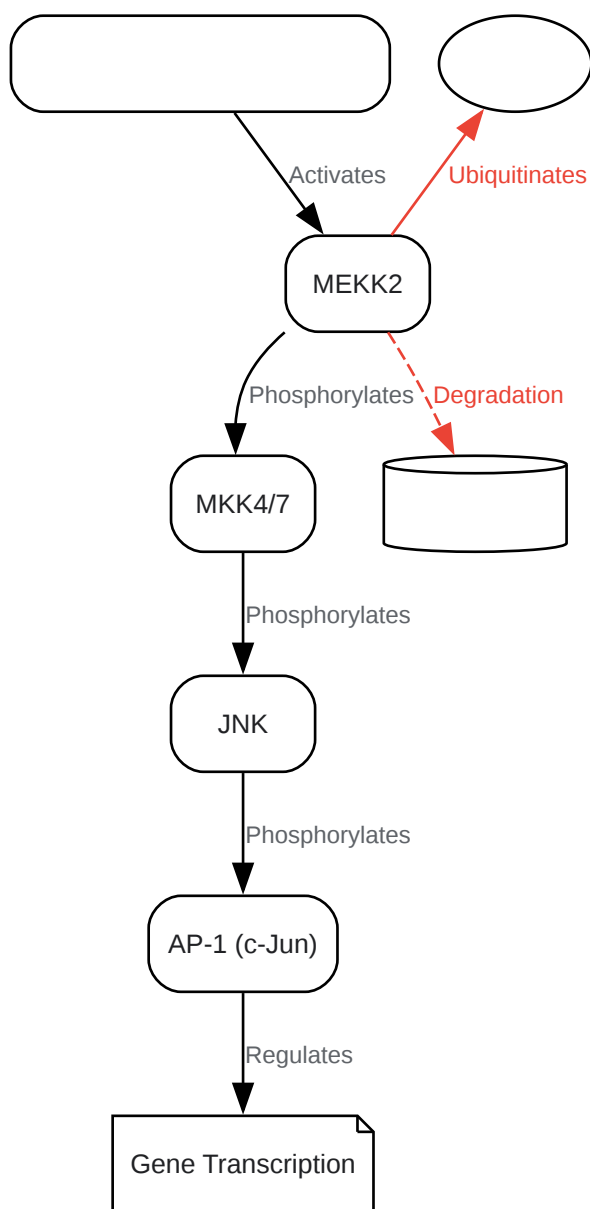 Activates
Ubiquitinates
MEKK2
Phosphorylates
Degradation
MKK4/7
Phosphorylates
JNK
Phosphorylates
AP-1 (c-Jun)
Regulates
Gene Transcription